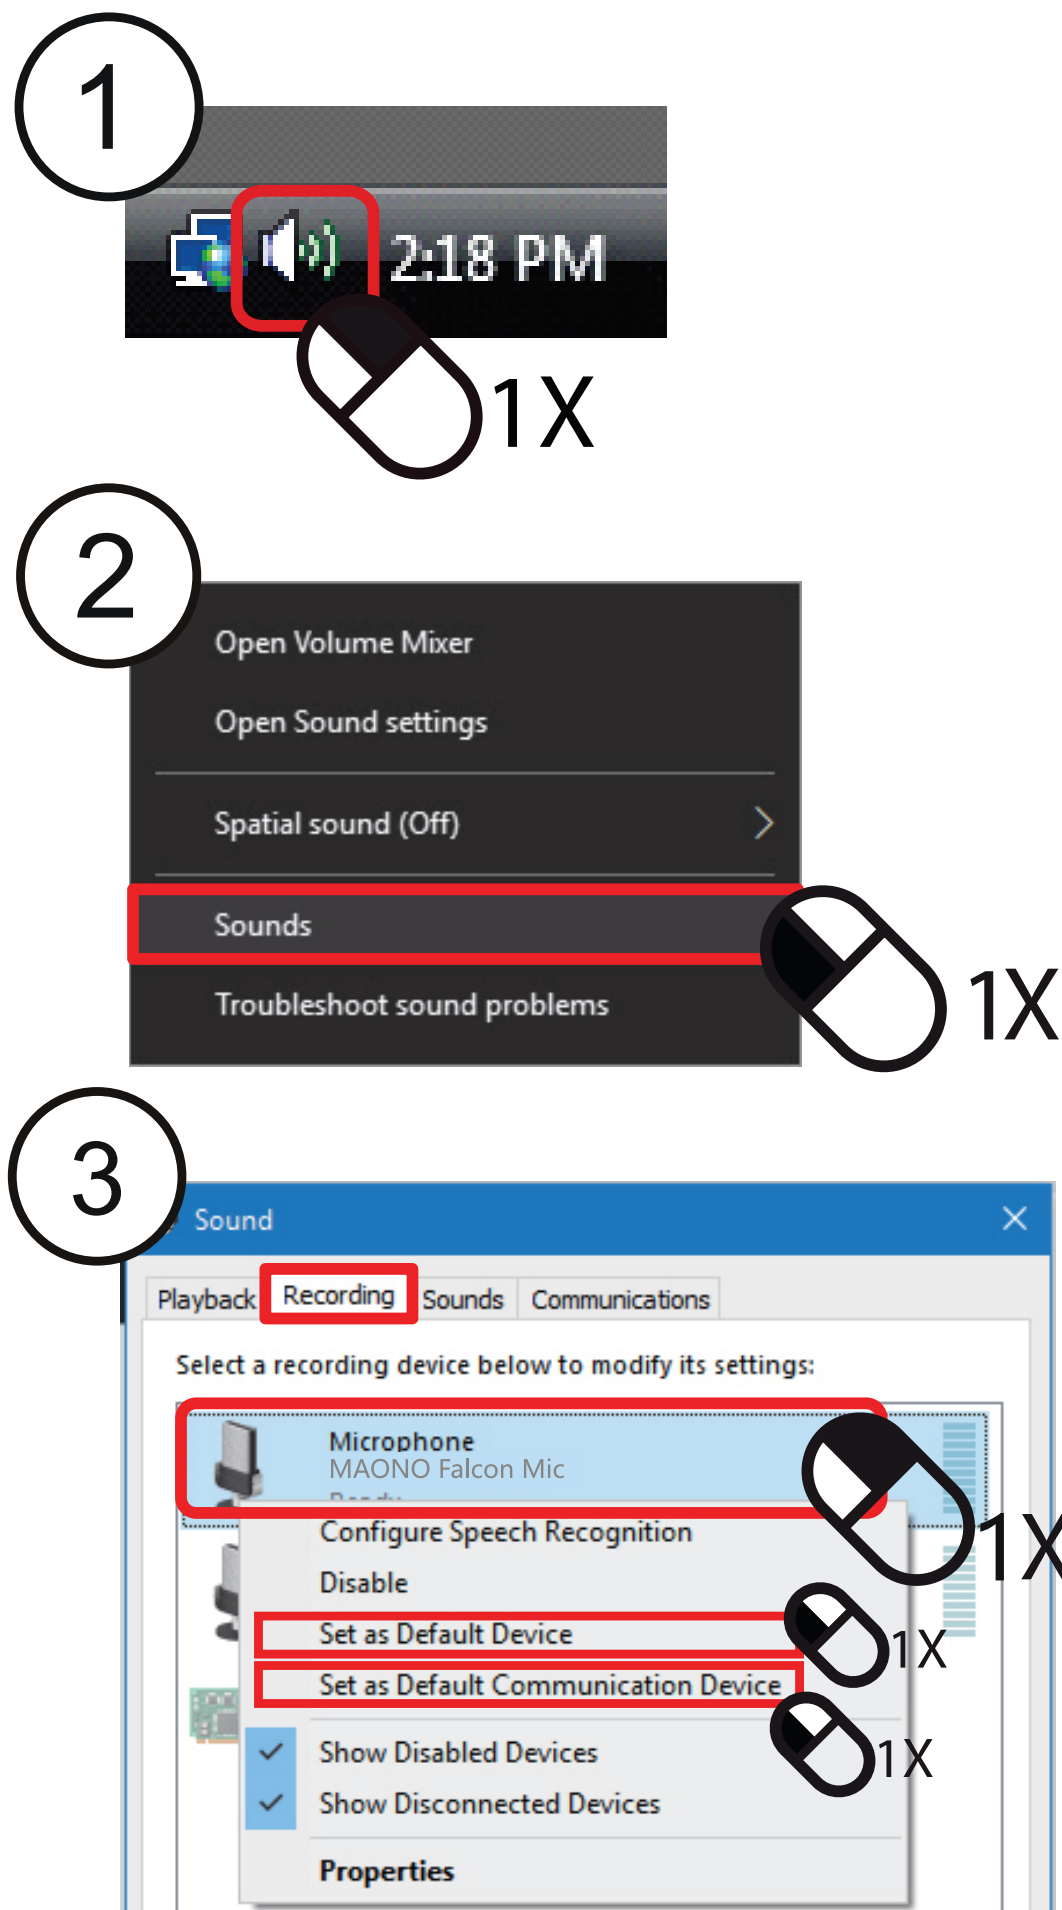 1
2:18 PM
1X
2
Open Volume Mixer
Open Sound settings
Spatial sound (Off)
Sounds
1X
Troubleshoot sound problems
3
Sound
Playback Recording Sounds Communications
Select a recording device below to modify its settings:
Microphone
MAONO Falcon Mic
Ready
1X
Configure Speech Recognition
Disable
Set as Default Device
1X
Set as Default Communication Device
1X
Show Disabled Devices
Show Disconnected Devices
Properties